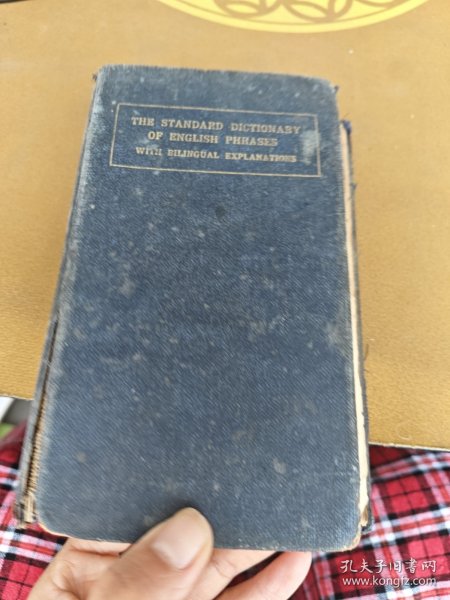 THE STANDARD DICTIONARY
OF ENGLISH PHRASES
WITH BILINGUAL EXPLANATIONS
孔夫子旧书网
www.kongfz.com